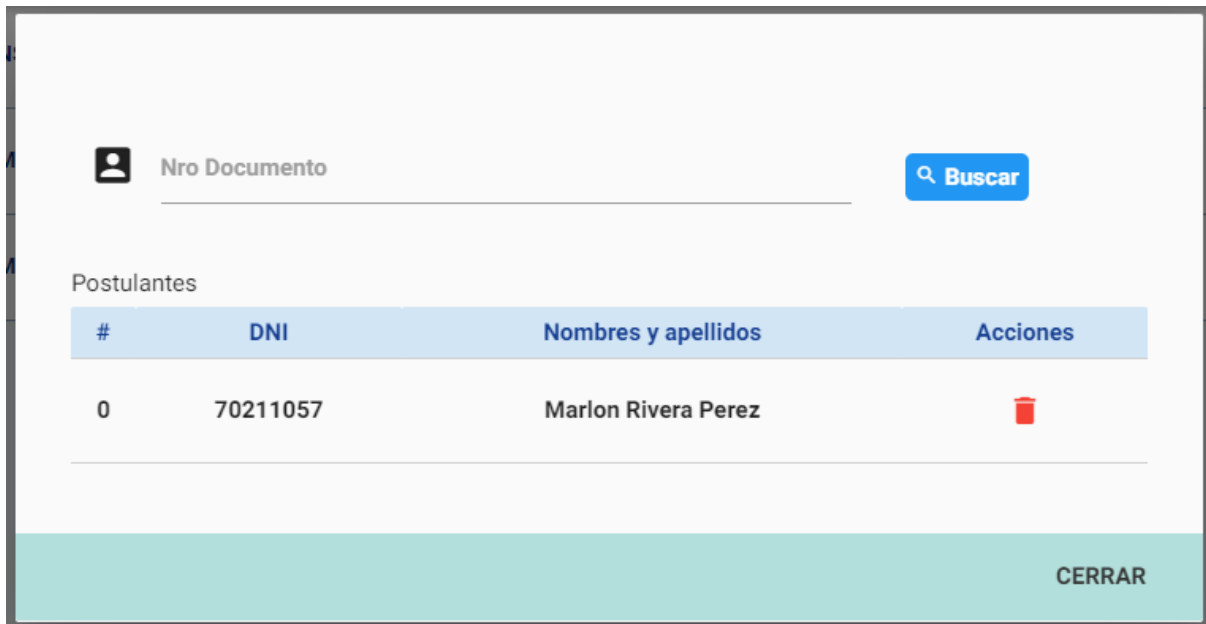 Nro Documento Buscar
Postulantes
# DNI Nombres y apellidos Acciones
0 70211057 Marlon Rivera Perez
CERRAR